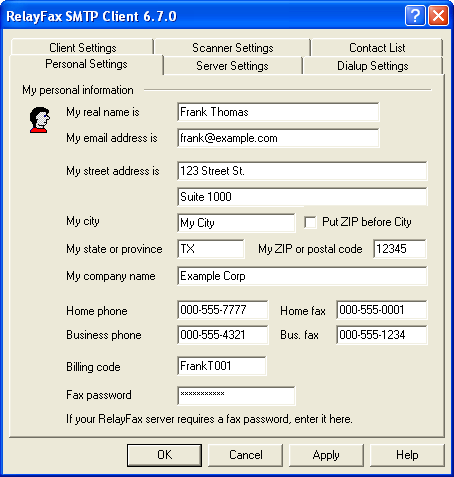 RelayFax SMTP Client 6.7.0
Client Settings Scanner Settings Contact List
Personal Settings Server Settings Dialup Settings
My personal information
My real name is Frank Thomas
My email address is frank@example.com
My street address is 123 Street St.
Suite 1000
My city My City Put ZIP before City
My state or province TX My ZIP or postal code 12345
My company name Example Corp
Home phone 000-555-7777 Home fax 000-555-0001
Business phone 000-555-4321 Bus. fax 000-555-1234
Billing code FrankT001
Fax password ***********
If your RelayFax server requires a fax password, enter it here.
OK Cancel Apply Help